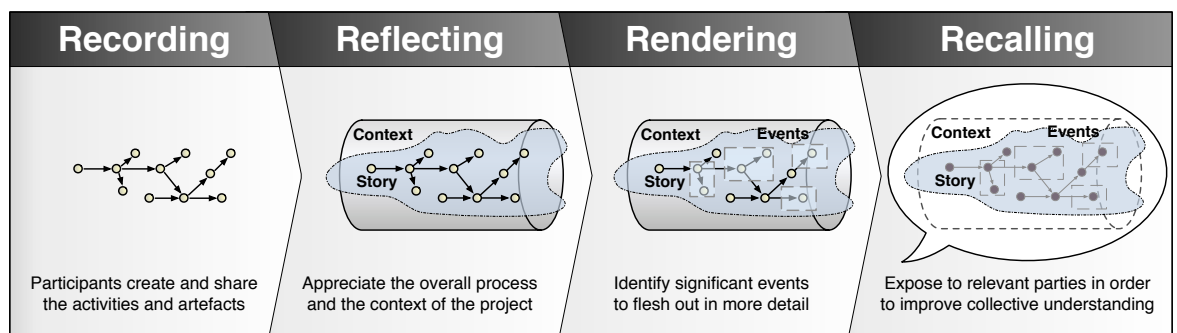 Recording
Reflecting
Rendering
Recalling
Context
Story
Context
Events
Story
Context
Events
Story
Participants create and share
the activities and artefacts
Appreciate the overall process
and the context of the project
Identify significant events
to flesh out in more detail
Expose to relevant parties in order
to improve collective understanding